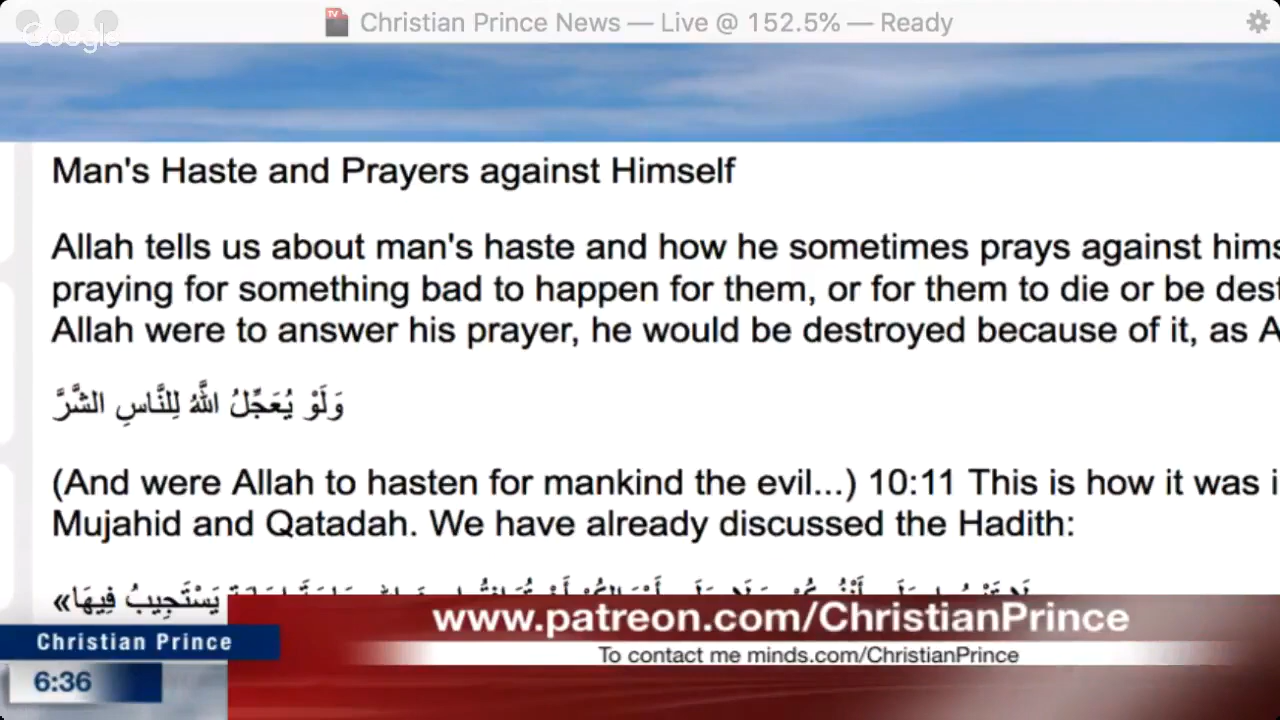 Christian Prince News — Live @ 152.5% — Ready
Google
Man's Haste and Prayers against Himself
Allah tells us about man's haste and how he sometimes prays against hims
praying for something bad to happen for them, or for them to die or be dest
Allah were to answer his prayer, he would be destroyed because of it, as A
وَلَوْ يُعَجِّلُ اللَّهُ لِلنَّاسِ الشَّرَّ
(And were Allah to hasten for mankind the evil...) 10:11 This is how it was i
Mujahid and Qatadah. We have already discussed the Hadith:
يَسْتَجِيبُ فِيهَا»
www.patreon.com/ChristianPrince
Christian Prince
To contact me minds.com/ChristianPrince
6:36